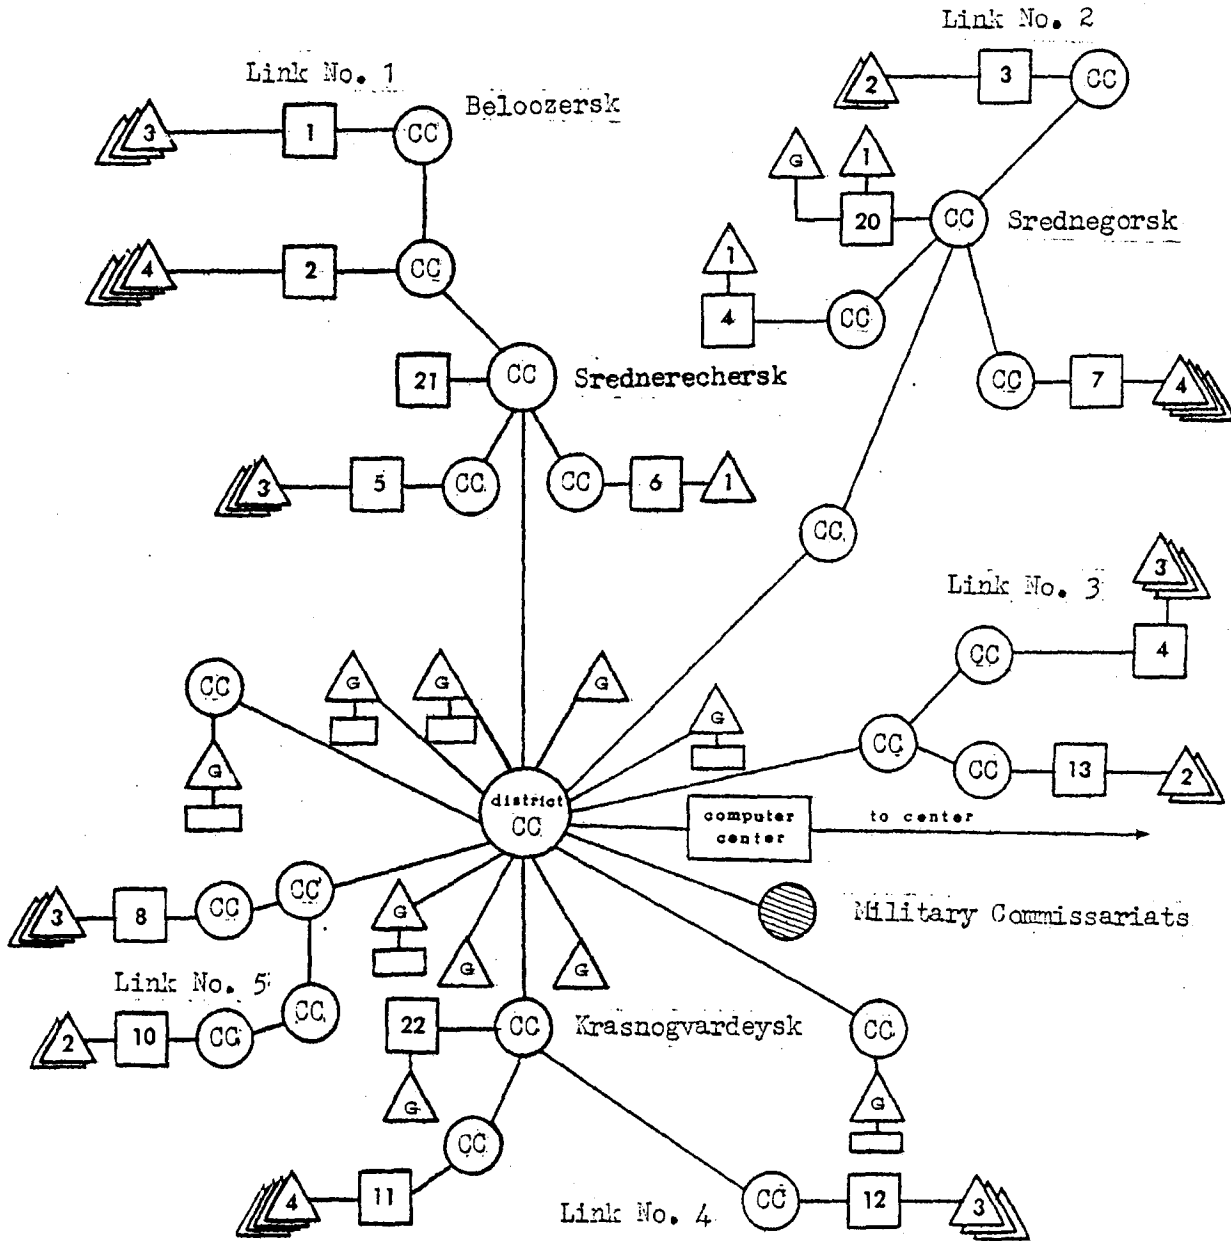 Link No. 2
Link No. 1
2 3 CC
Beloozersk
3 1 CC
G 1
20 CC Srednegorsk
4 2 CC
1
4 CC
21 CC Srednerechersk
CC 7 4
3 5 CC CC 6 1
CC
Link No. 3
3
CC 4
CC G G G
G
CC
CC 13 2
G
district
CC
computer
center
to center
3 8 CC CC
G
Military Commissariats
G G
Link No. 5
2 10 CC CC
22 CC Krasnogvardeysk
CC
G
G
CC
4 11
CC 12 3
Link No. 4